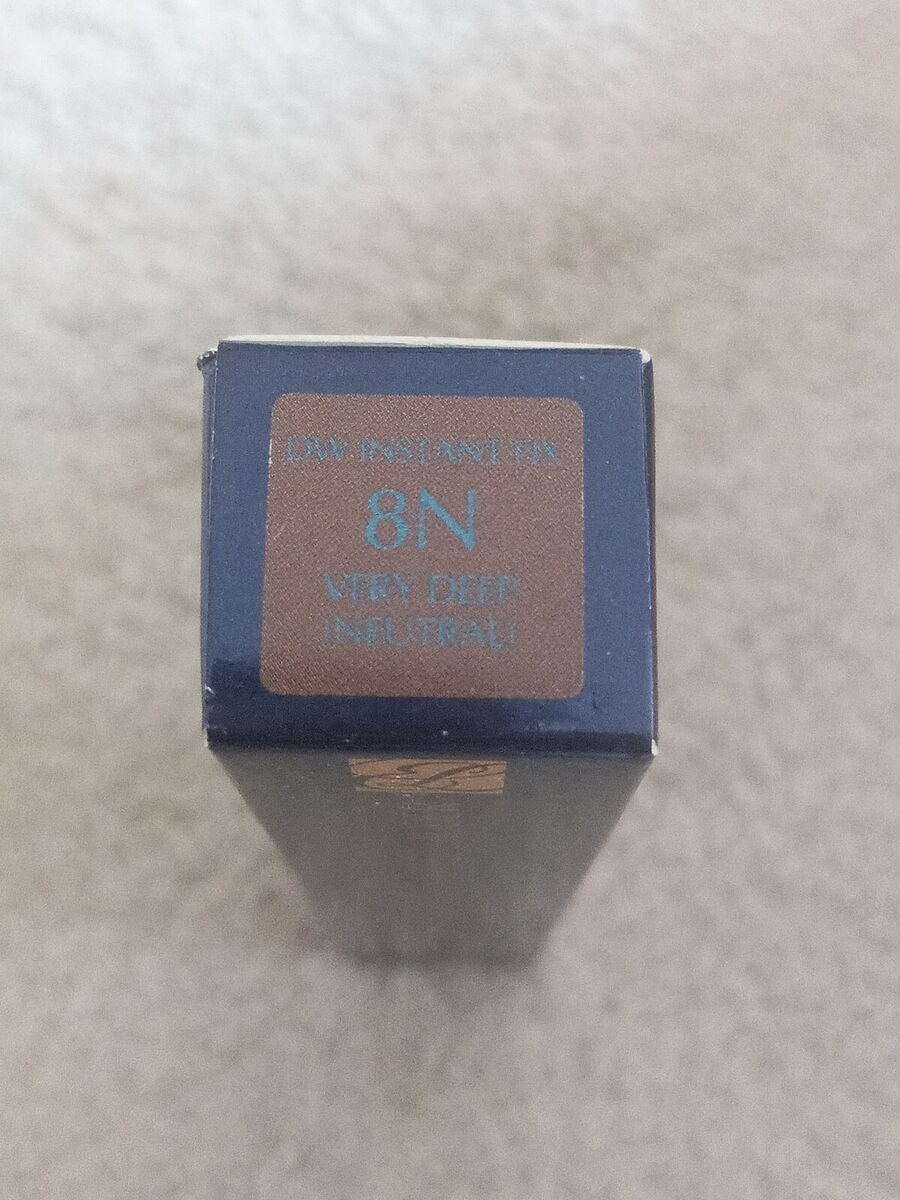 DW INSTANT FIX
8N
VERY DEEP
(NEUTRAL)